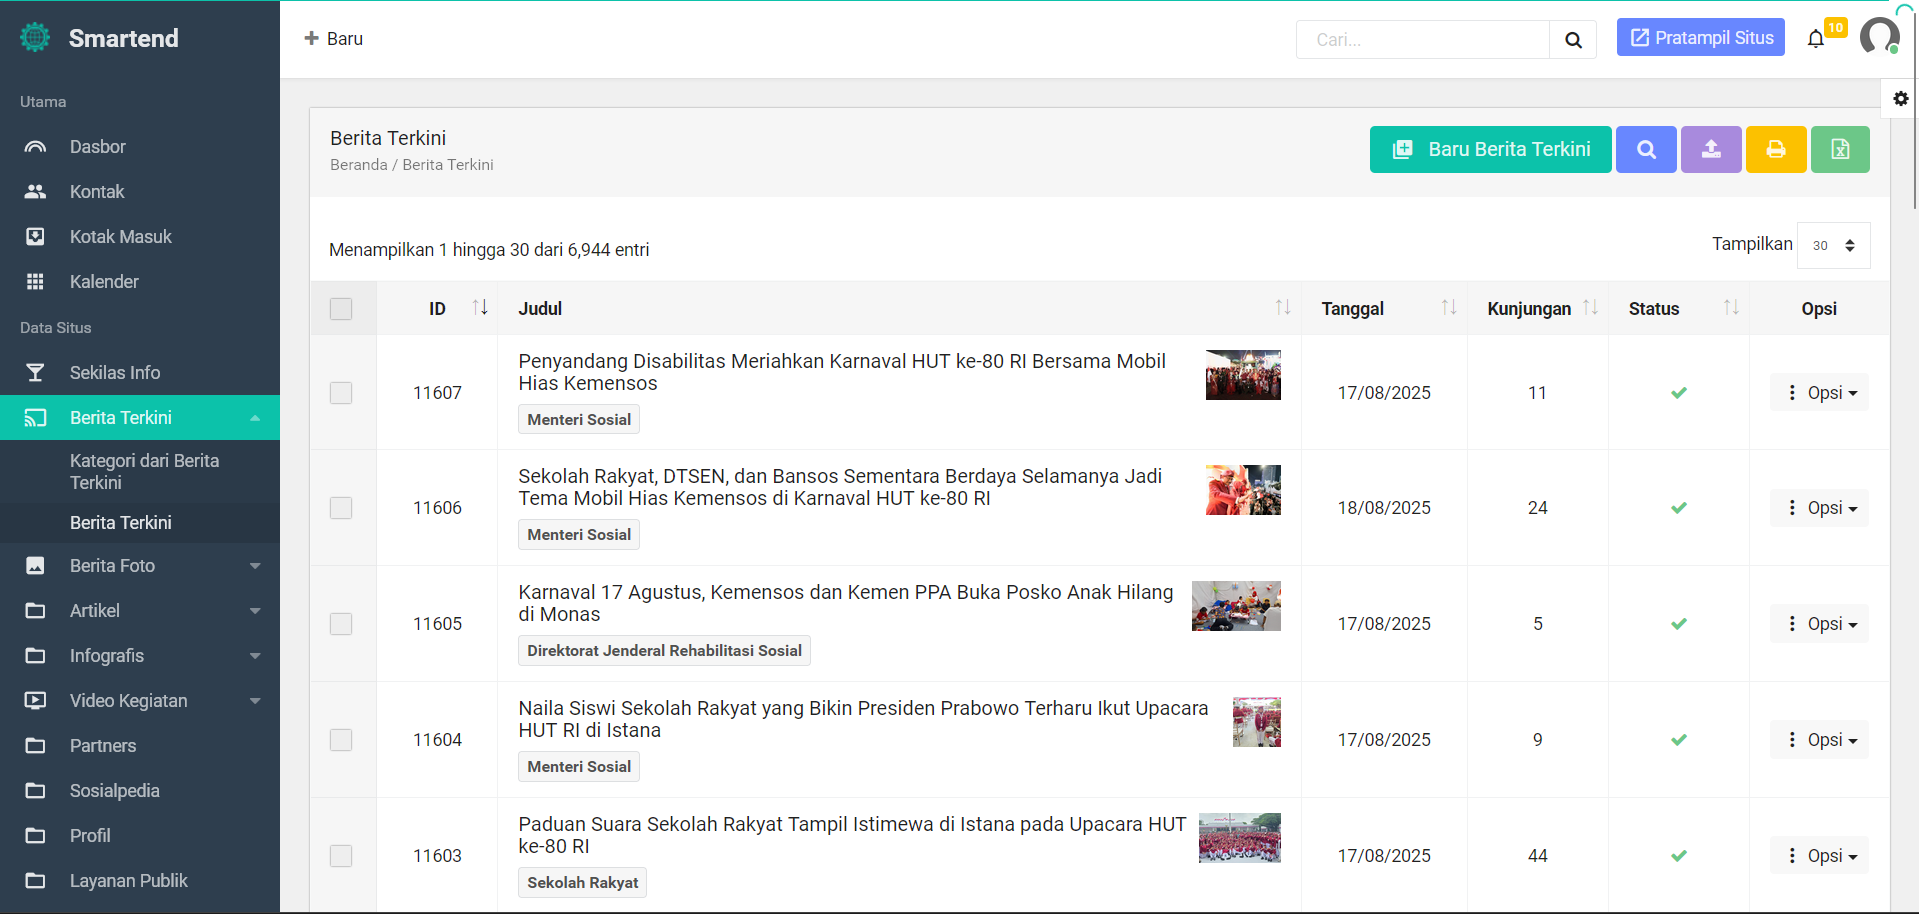 Smartend
Baru
Cari...
Pratampil Situs
10
Utama
Dasbor
Kontak
Kotak Masuk
Kalender
Data Situs
Sekilas Info
Berita Terkini
Kategori dari Berita
Terkini
Berita Terkini
Berita Foto
Artikel
Infografis
Video Kegiatan
Partners
Sosialpedia
Profil
Layanan Publik
Berita Terkini
Beranda / Berita Terkini
Baru Berita Terkini
Menampilkan 1 hingga 30 dari 6,944 entri
Tampilkan 30
ID Judul Tanggal Kunjungan Status Opsi
Penyandang Disabilitas Meriahkan Karnaval HUT ke-80 RI Bersama Mobil
Hias Kemensos
11607 17/08/2025 11 Opsi
Menteri Sosial
Sekolah Rakyat, DTSEN, dan Bansos Sementara Berdaya Selamanya Jadi
Tema Mobil Hias Kemensos di Karnaval HUT ke-80 RI
11606 18/08/2025 24 Opsi
Menteri Sosial
Karnaval 17 Agustus, Kemensos dan Kemen PPA Buka Posko Anak Hilang
di Monas
11605 17/08/2025 5 Opsi
Direktorat Jenderal Rehabilitasi Sosial
Naila Siswi Sekolah Rakyat yang Bikin Presiden Prabowo Terharu Ikut Upacara
HUT RI di Istana
11604 17/08/2025 9 Opsi
Menteri Sosial
Paduan Suara Sekolah Rakyat Tampil Istimewa di Istana pada Upacara HUT
ke-80 RI
11603 17/08/2025 44 Opsi
Sekolah Rakyat